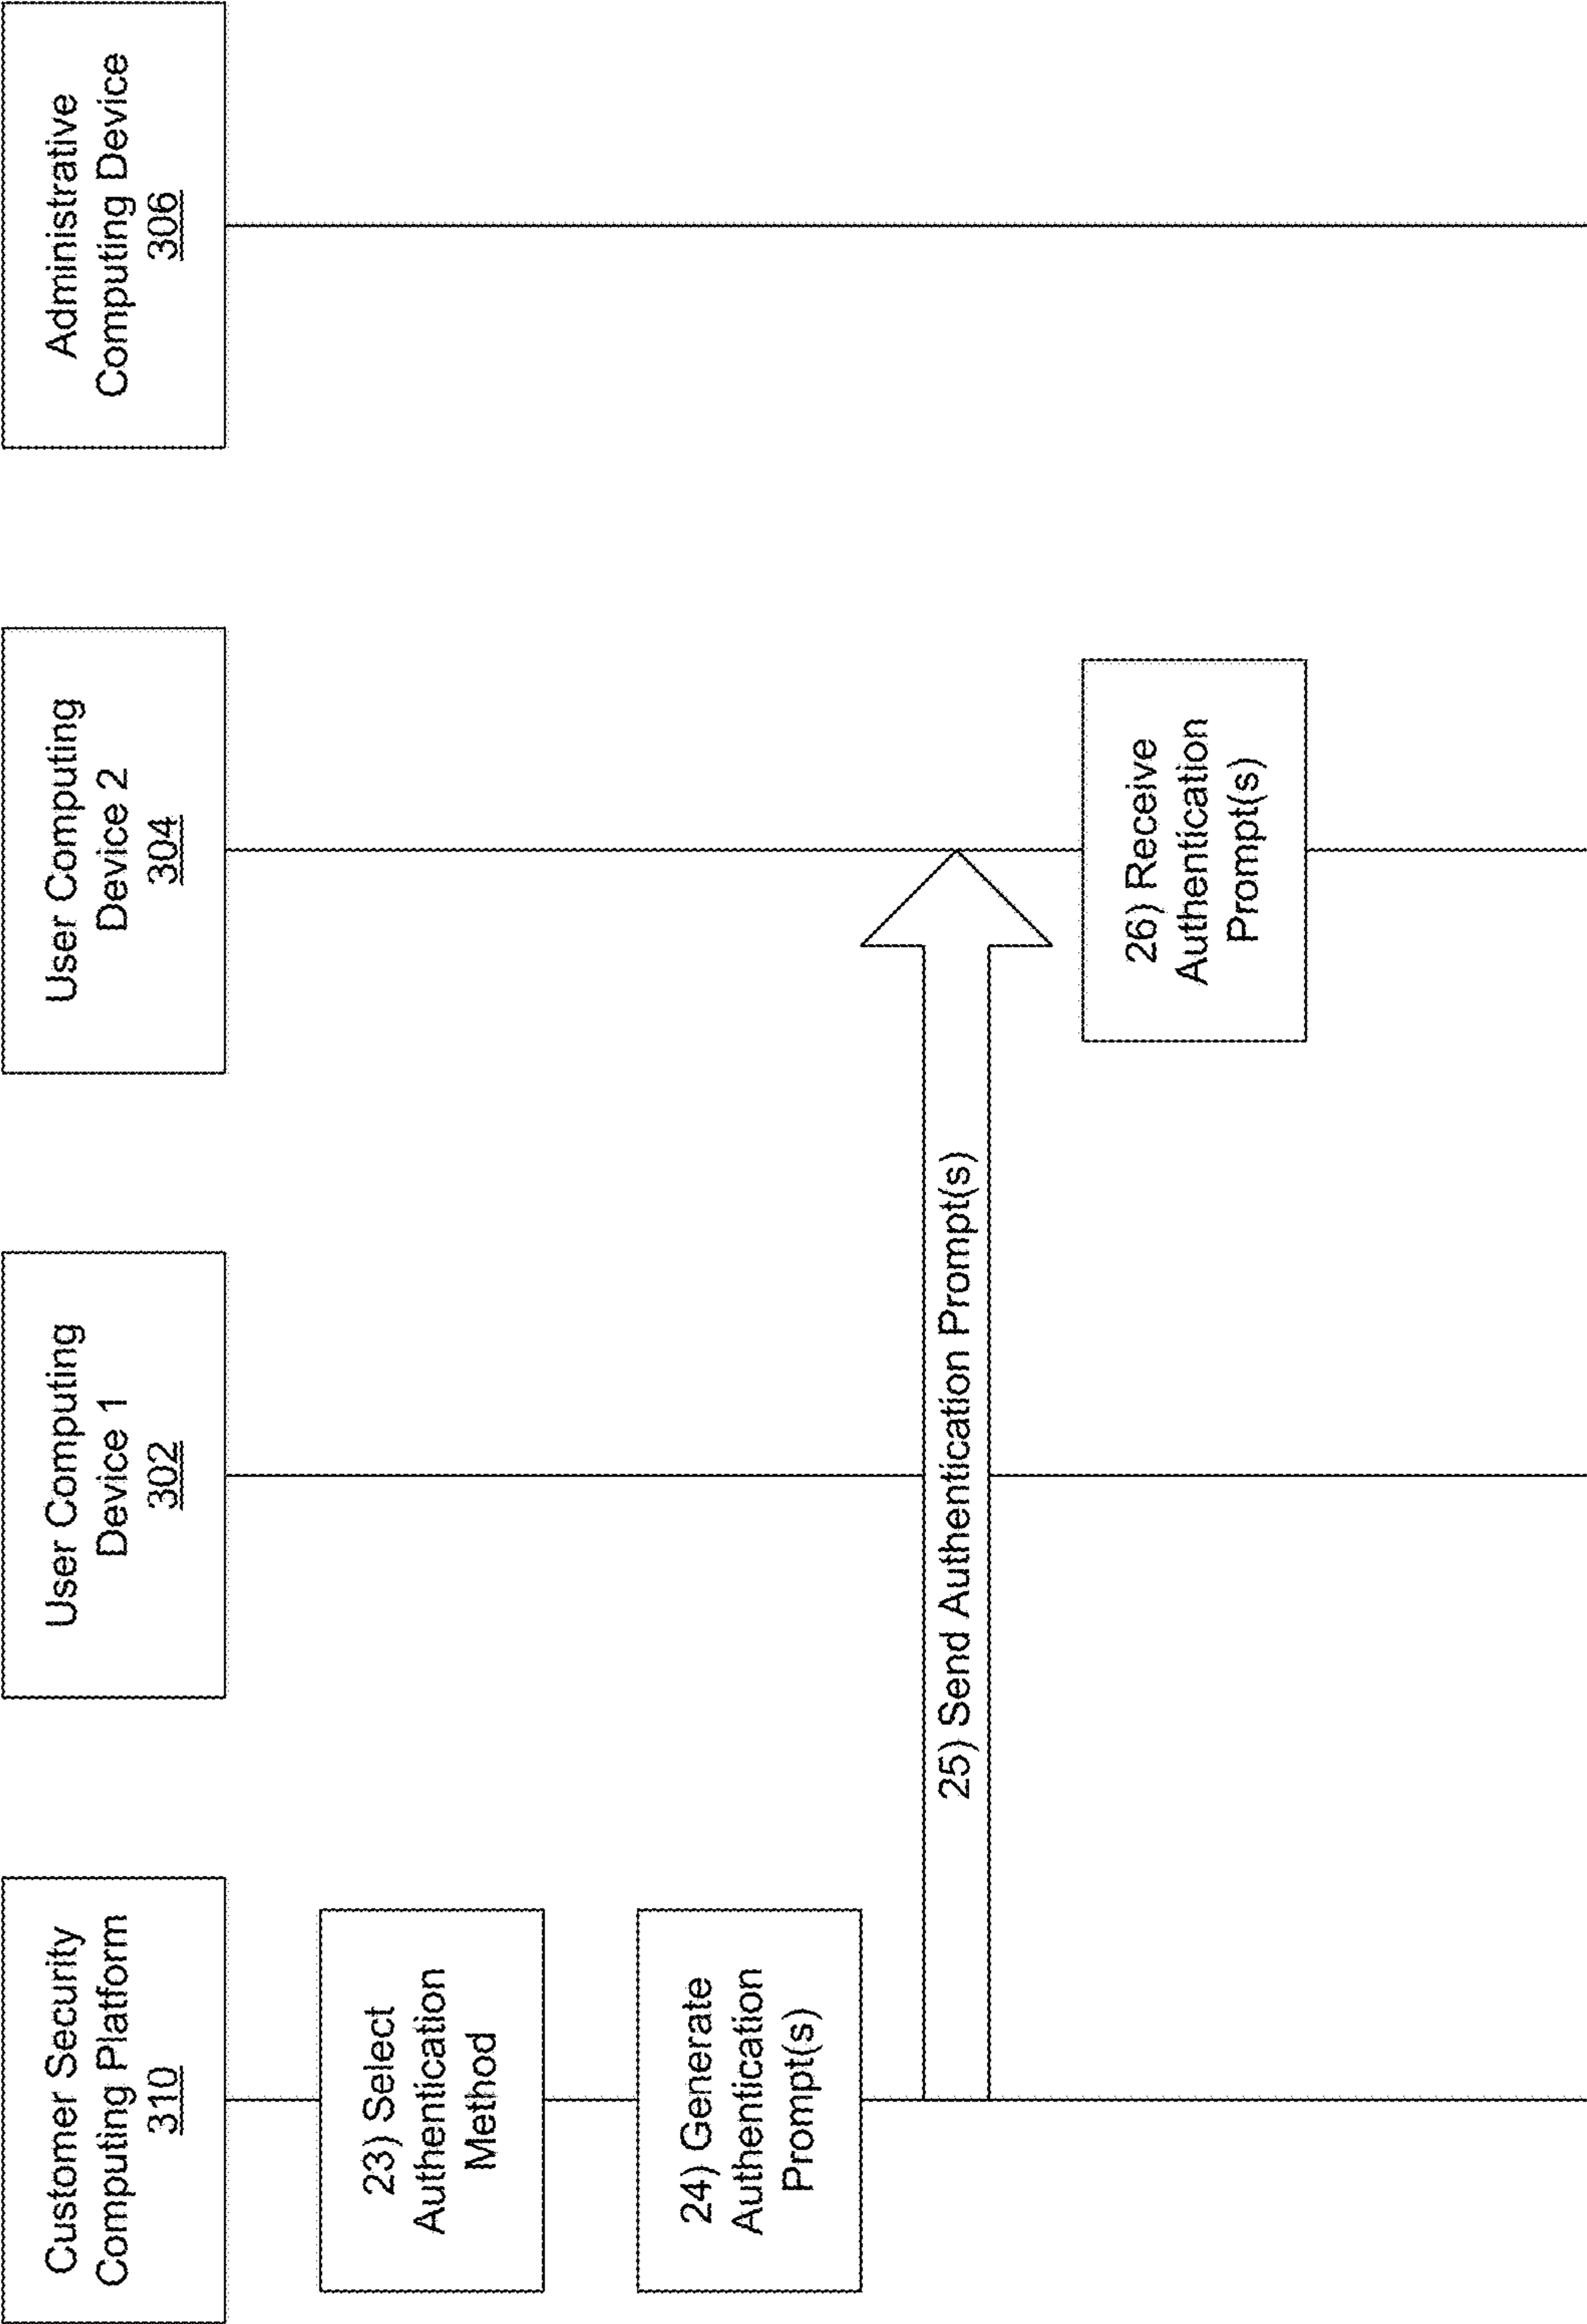 Customer Security
Computing Platform
310
User Computing
Device 1
302
User Computing
Device 2
304
Administrative
Computing Device
306
23) Select
Authentication
Method
24) Generate
Authentication
Prompt(s)
25) Send Authentication Prompt(s)
26) Receive
Authentication
Prompt(s)